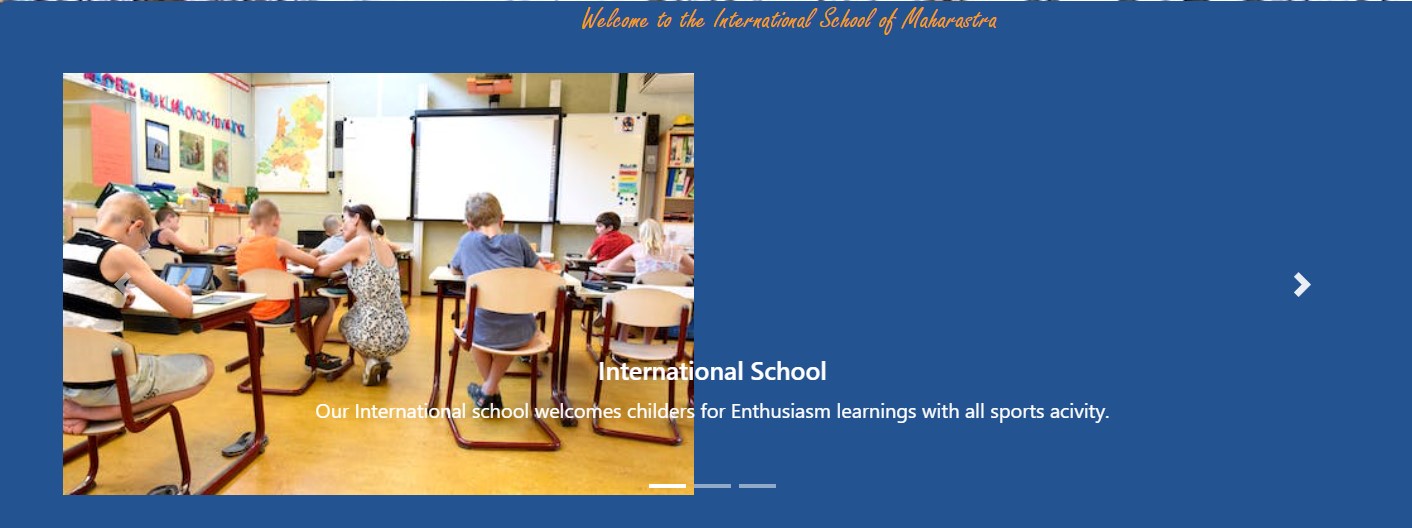 Welcome to the International School of Maharastra
International School
Our International school welcomes childers for Enthusiasm learnings with all sports acivity.